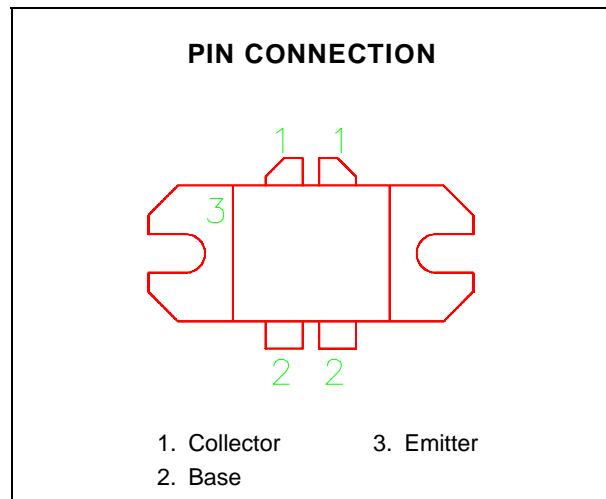 PIN CONNECTION
1 1
3
2 2
1. Collector 3. Emitter
2. Base